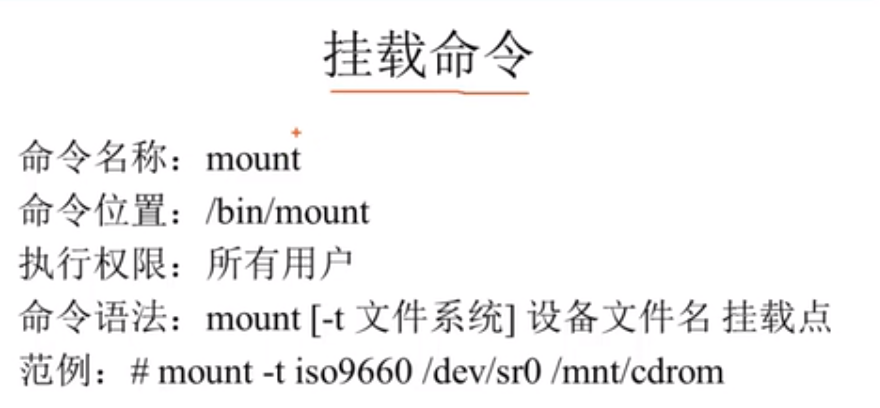 挂载命令
命令名称：mount
命令位置：/bin/mount
执行权限：所有用户
命令语法：mount [-t 文件系统] 设备文件名 挂载点
范例：# mount -t iso9660 /dev/sr0 /mnt/cdrom